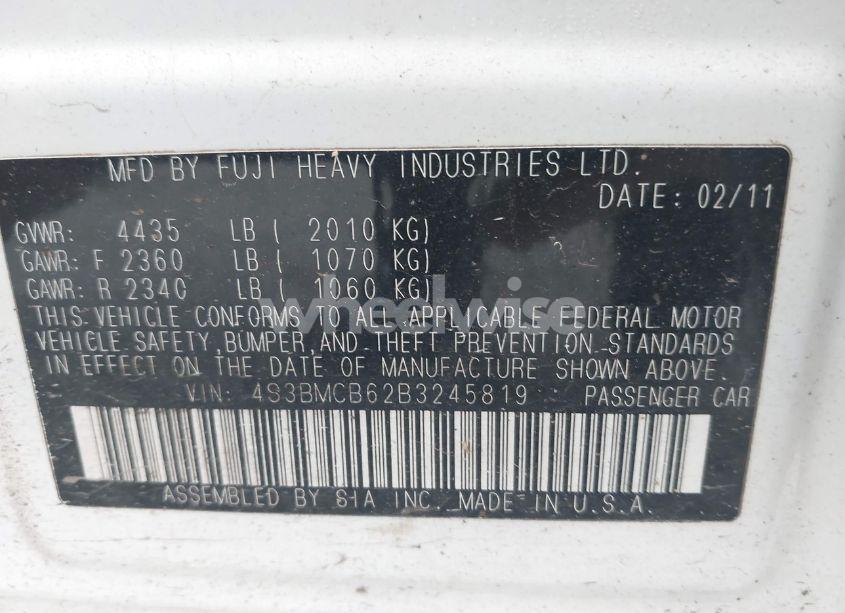 MFD BY FUJI HEAVY INDUSTRIES LTD.
DATE: 02/11
GVWR: 4435 LB ( 2010 KG)
GAWR: F 2360 LB ( 1070 KG)
GAWR: R 2340 LB ( 1060 KG)
wheelwise
THIS VEHICLE CONFORMS TO ALL APPLICABLE FEDERAL MOTOR
VEHICLE SAFETY, BUMPER, AND THEFT PREVENTION STANDARDS
IN EFFECT ON THE DATE OF MANUFACTURE SHOWN ABOVE.
VIN: 4S3BMCB62B3245819 PASSENGER CAR
ASSEMBLED BY SIA INC. MADE IN U.S.A.